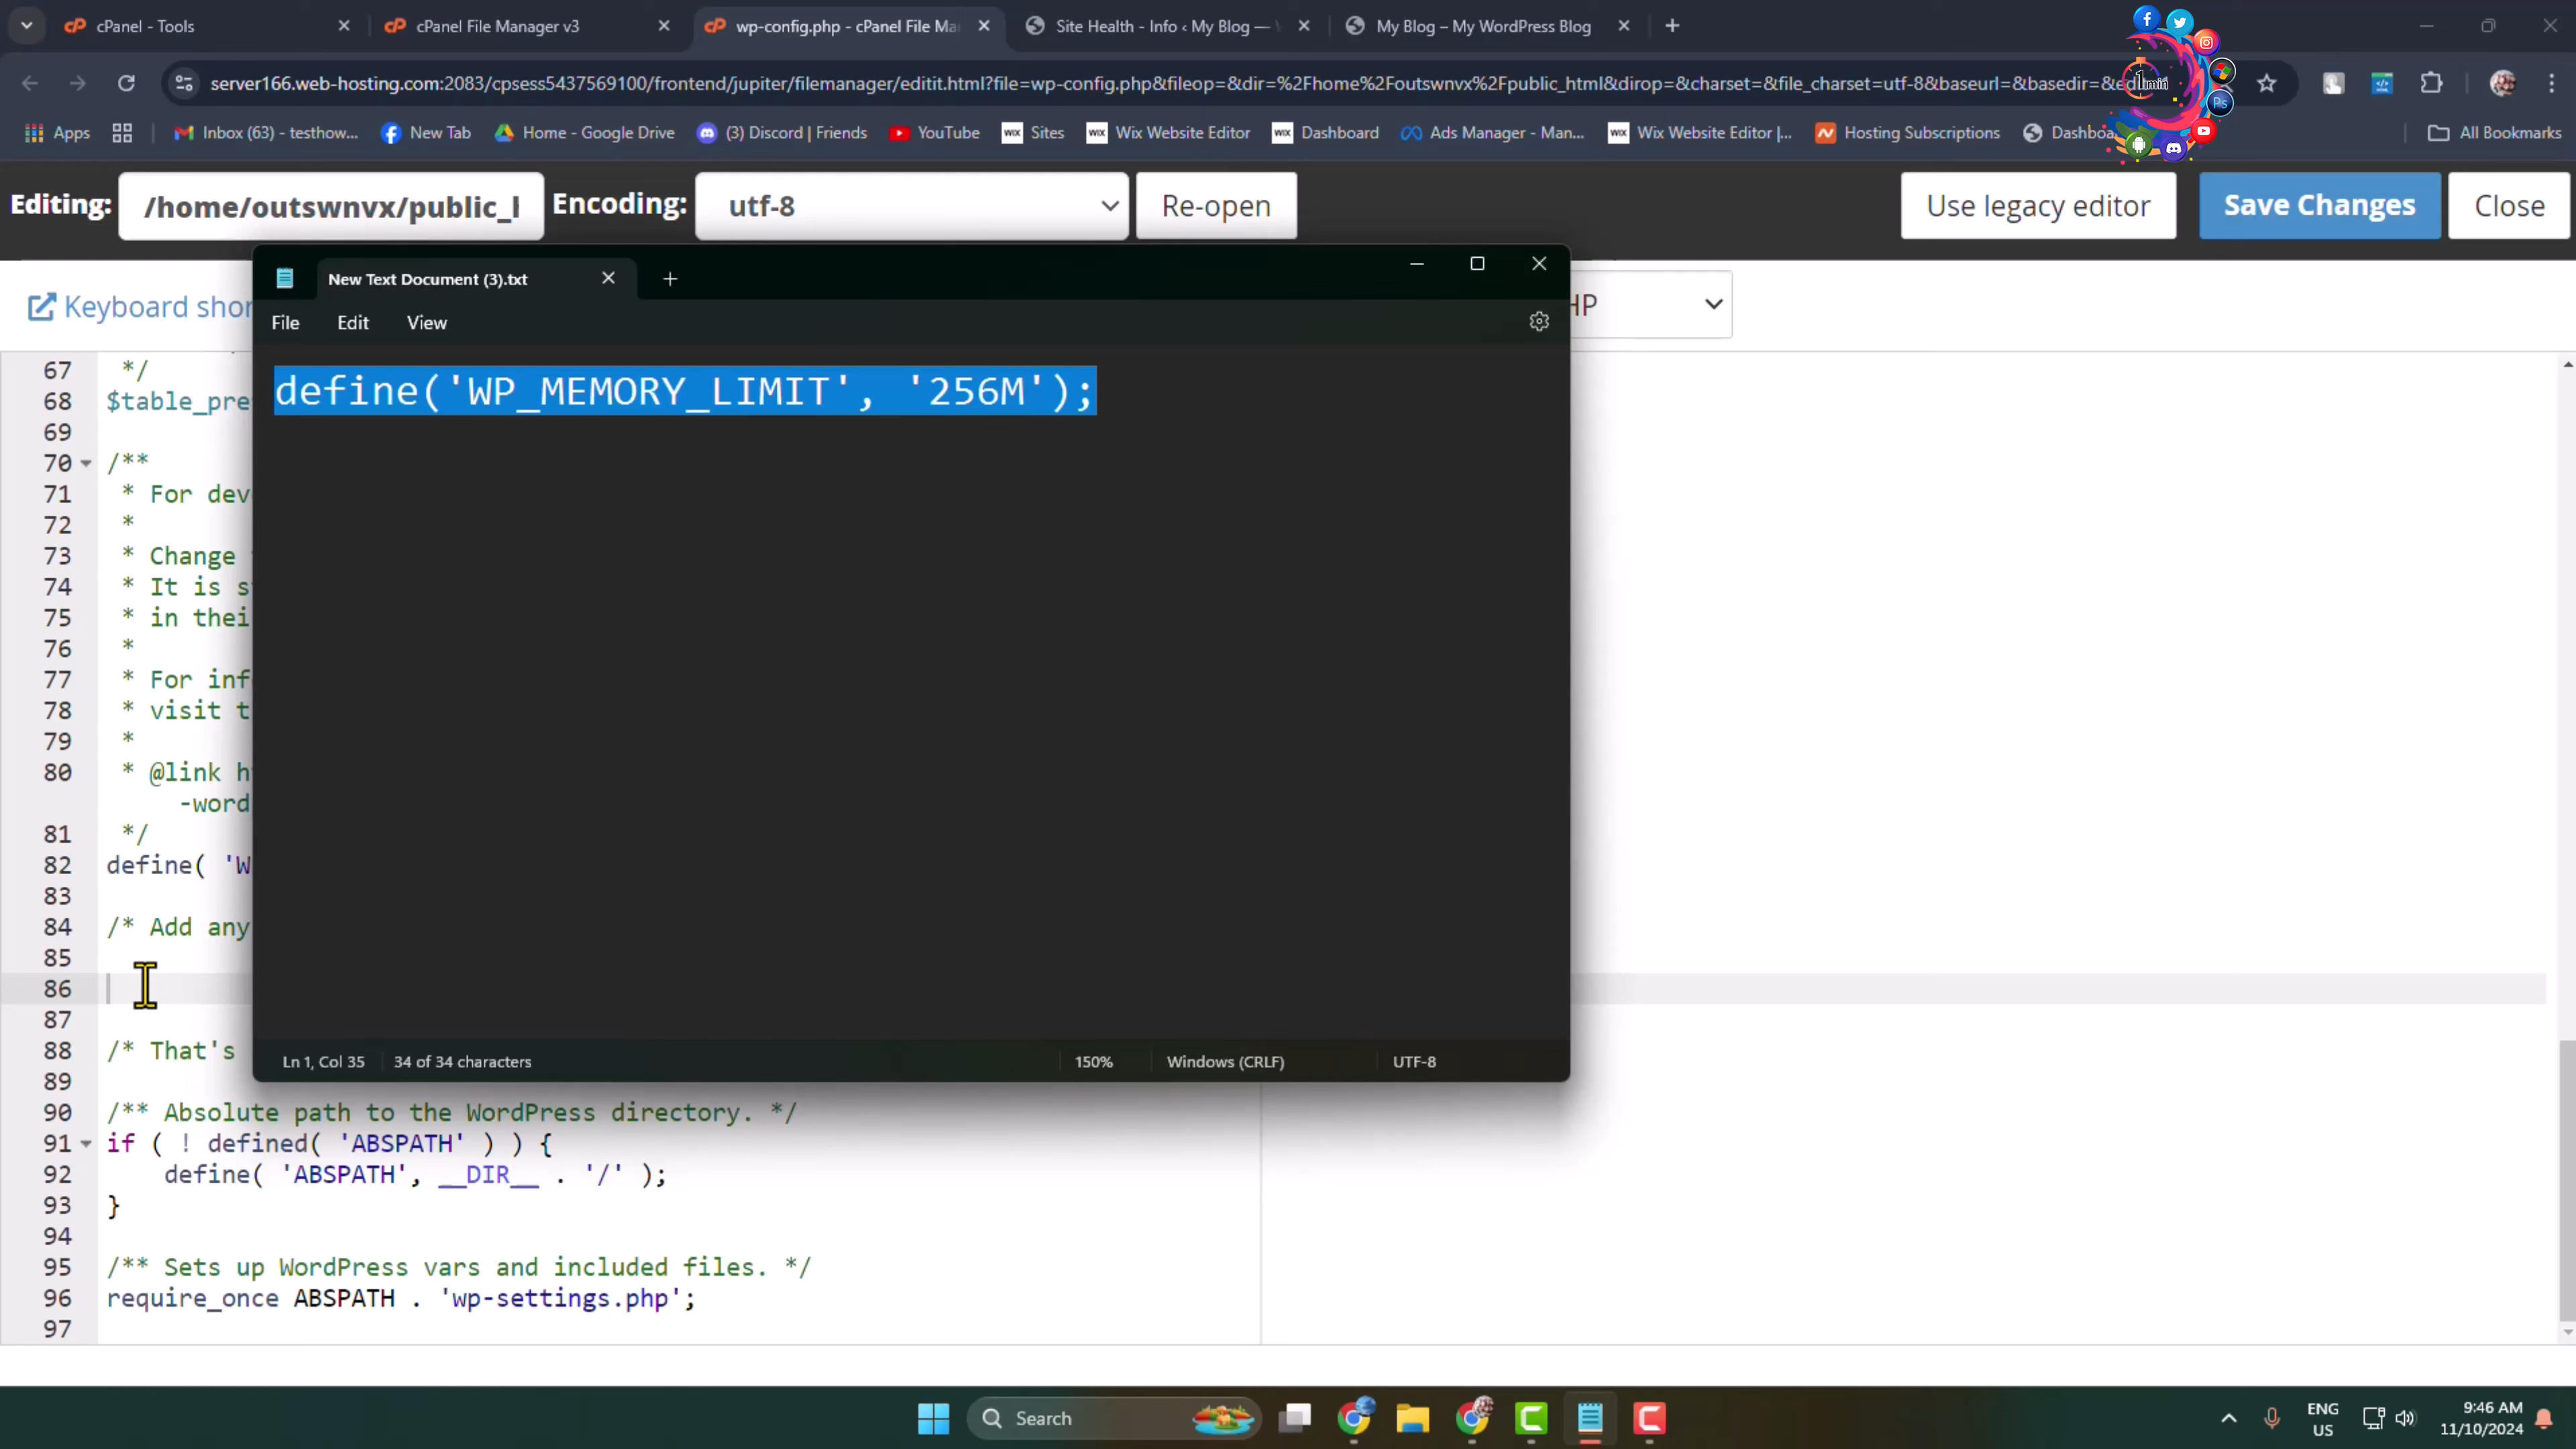 cPanel - Tools
cPanel File Manager v3
wp-config.php - cPanel File Ma
Site Health - Info ‹ My Blog —
My Blog – My WordPress Blog
server166.web-hosting.com:2083/cpsess5437569100/frontend/jupiter/filemanager/editit.html?file=wp-config.php&fileop=&dir=%2Fhome%2Foutswnvx%2Fpublic_html&dirop=&charset=&file_charset=utf-8&baseurl=&basedir=&edit
1min
Ps
Apps
Inbox (63) - testhow...
New Tab
Home - Google Drive
(3) Discord | Friends
YouTube
WIX Sites
WIX Wix Website Editor
WIX Dashboard
Ads Manager - Man...
WIX Wix Website Editor |...
Hosting Subscriptions
Dashboa
All Bookmarks
Editing: /home/outswnvx/public_h
Encoding: utf-8
Re-open
Use legacy editor
Save Changes
Close
Keyboard shor
HP
New Text Document (3).txt
File Edit View
define('WP_MEMORY_LIMIT', '256M');
Ln 1, Col 35
34 of 34 characters
150%
Windows (CRLF)
UTF-8
67 */
68 $table_pre
69
70 /**
71 * For dev
72 *
73 * Change
74 * It is s
75 * in thei
76 *
77 * For inf
78 * visit t
79 *
80 * @link h
-word
81 */
82 define( 'W
83
84 /* Add any
85
86
87
88 /* That's
89
90 /** Absolute path to the WordPress directory. */
91 if ( ! defined( 'ABSPATH' ) ) {
92 define( 'ABSPATH', __DIR__ . '/' );
93 }
94
95 /** Sets up WordPress vars and included files. */
96 require_once ABSPATH . 'wp-settings.php';
97
Search
ENG
US
9:46 AM
11/10/2024